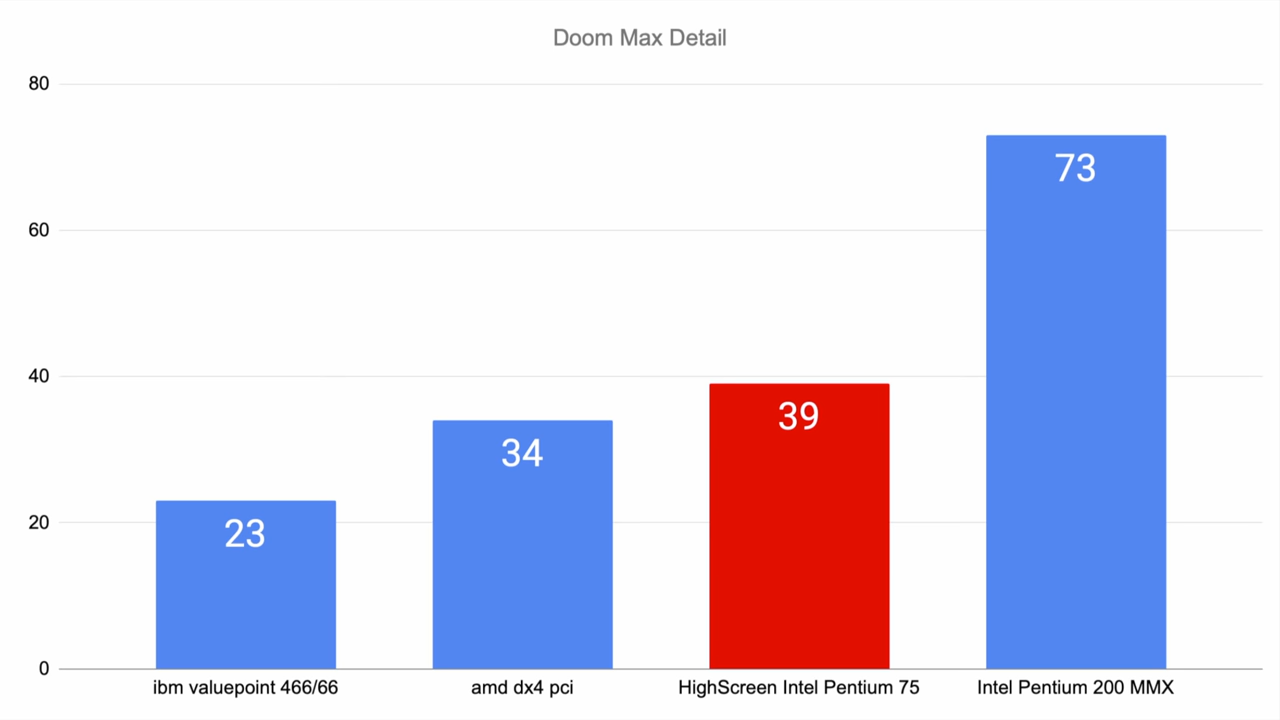 Doom Max Detail
80
60
40
20
0
23
34
39
73
ibm valuepoint 466/66
amd dx4 pci
HighScreen Intel Pentium 75
Intel Pentium 200 MMX